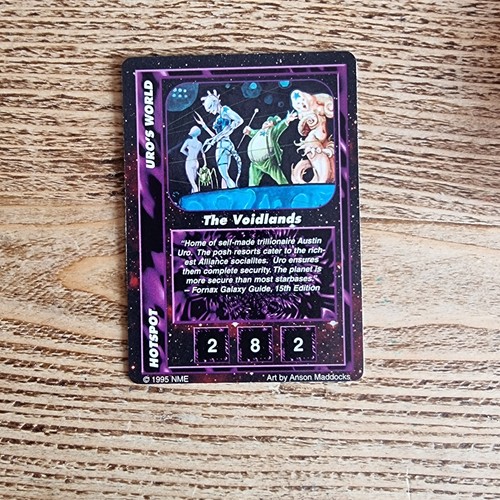 URO'S WORLD
The Voidlands
"Home of self-made trillionaire Austin
Uro. The posh resorts cater to the rich-
est Alliance socialites. Uro ensures
them complete security. The planet is
more secure than most starbases."
– Fornax Galaxy Guide, 15th Edition
HOTSPOT
2 8 2
© 1995 NME
Art by Anson Maddocks